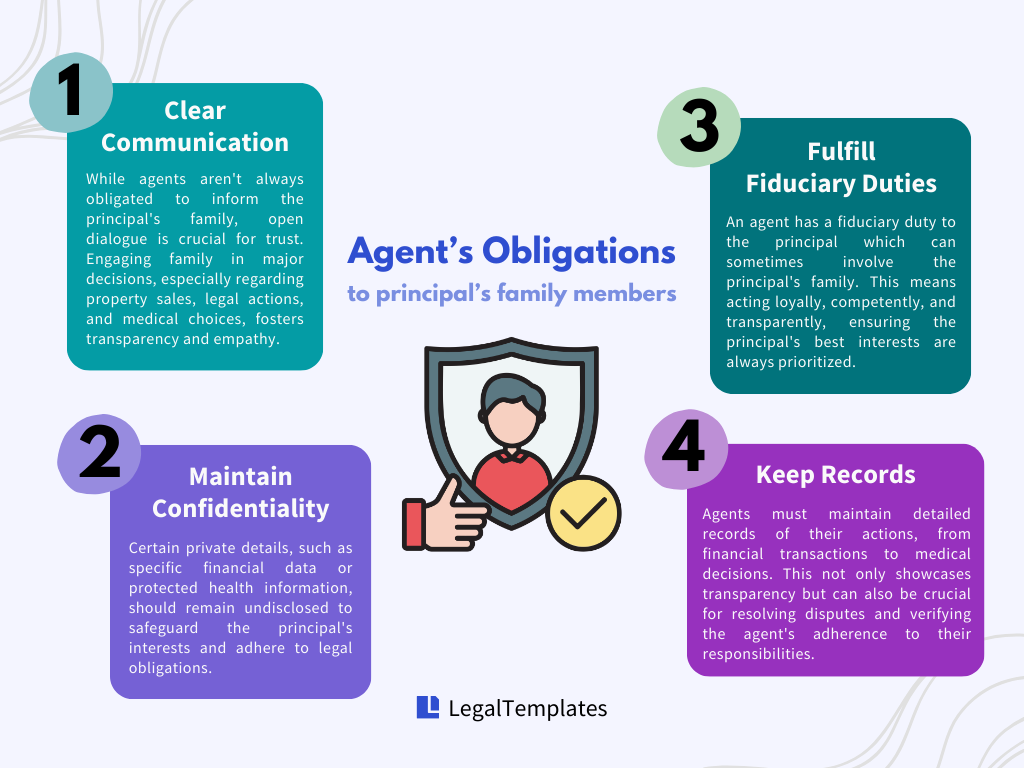 Agent's Obligations
to principal's family members
1
Clear
Communication
While agents aren't always
obligated to inform the
principal's family, open
dialogue is crucial for trust.
Engaging family in major
decisions, especially regarding
property sales, legal actions,
and medical choices, fosters
transparency and empathy.
2
Maintain
Confidentiality
Certain private details, such as
specific financial data or
protected health information,
should remain undisclosed to
safeguard the principal's
interests and adhere to legal
obligations.
3
Fulfill
Fiduciary Duties
An agent has a fiduciary duty to
the principal which can
sometimes involve the
principal's family. This means
acting loyally, competently, and
transparently, ensuring the
principal's best interests are
always prioritized.
4
Keep Records
Agents must maintain detailed
records of their actions, from
financial transactions to medical
decisions. This not only showcases
transparency but can also be crucial
for resolving disputes and verifying
the agent's adherence to their
responsibilities.
LegalTemplates